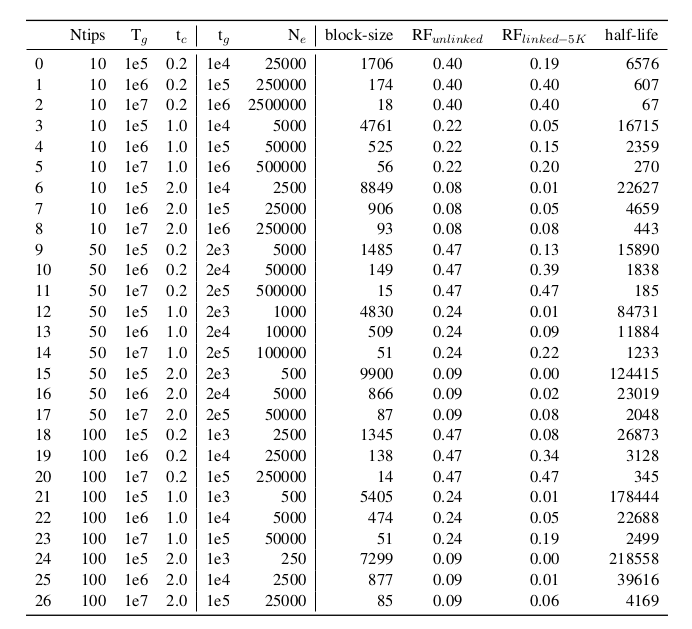 Ntips T_g t_c t_g N_e block-size RF_unlinked RF_linked−5K half-life
0 10 1e5 0.2 1e4 25000 1706 0.40 0.19 6576
1 10 1e6 0.2 1e5 250000 174 0.40 0.40 607
2 10 1e7 0.2 1e6 2500000 18 0.40 0.40 67
3 10 1e5 1.0 1e4 5000 4761 0.22 0.05 16715
4 10 1e6 1.0 1e5 50000 525 0.22 0.15 2359
5 10 1e7 1.0 1e6 500000 56 0.22 0.20 270
6 10 1e5 2.0 1e4 2500 8849 0.08 0.01 22627
7 10 1e6 2.0 1e5 25000 906 0.08 0.05 4659
8 10 1e7 2.0 1e6 250000 93 0.08 0.08 443
9 50 1e5 0.2 2e3 5000 1485 0.47 0.13 15890
10 50 1e6 0.2 2e4 50000 149 0.47 0.39 1838
11 50 1e7 0.2 2e5 500000 15 0.47 0.47 185
12 50 1e5 1.0 2e3 1000 4830 0.24 0.01 84731
13 50 1e6 1.0 2e4 10000 509 0.24 0.09 11884
14 50 1e7 1.0 2e5 100000 51 0.24 0.22 1233
15 50 1e5 2.0 2e3 500 9900 0.09 0.00 124415
16 50 1e6 2.0 2e4 5000 866 0.09 0.02 23019
17 50 1e7 2.0 2e5 50000 87 0.09 0.08 2048
18 100 1e5 0.2 1e3 2500 1345 0.47 0.08 26873
19 100 1e6 0.2 1e4 25000 138 0.47 0.34 3128
20 100 1e7 0.2 1e5 250000 14 0.47 0.47 345
21 100 1e5 1.0 1e3 500 5405 0.24 0.01 178444
22 100 1e6 1.0 1e4 5000 474 0.24 0.05 22688
23 100 1e7 1.0 1e5 50000 51 0.24 0.19 2499
24 100 1e5 2.0 1e3 250 7299 0.09 0.00 218558
25 100 1e6 2.0 1e4 2500 877 0.09 0.01 39616
26 100 1e7 2.0 1e5 25000 85 0.09 0.06 4169